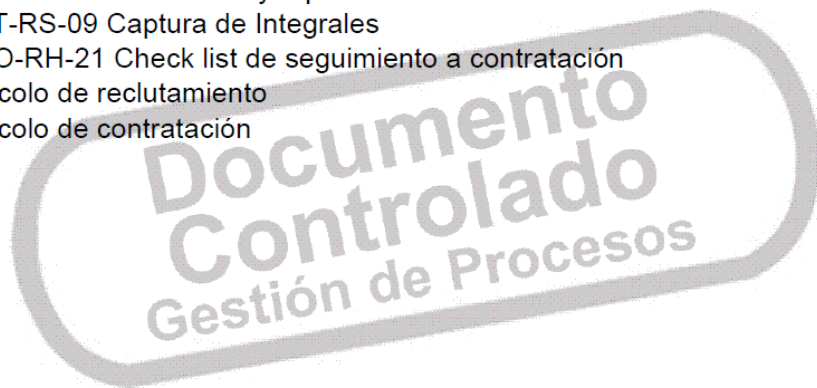 T-RS-09 Captura de Integrales
O-RH-21 Check list de seguimiento a contratación
colo de reclutamiento
colo de contratación
Documento
Controlado
Gestión de Procesos